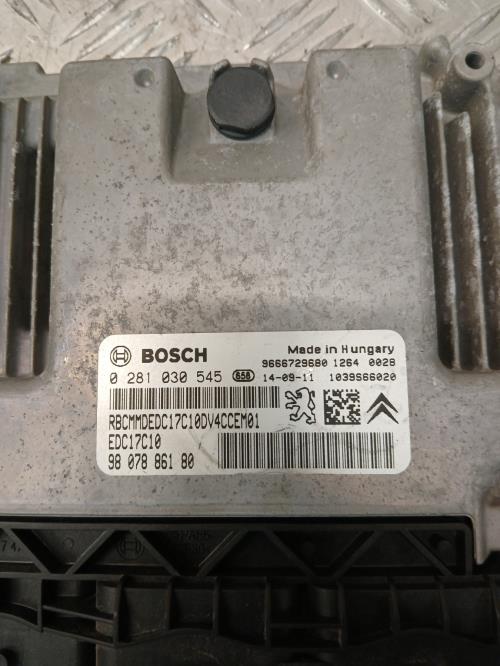 BOSCH
Made in Hungary
9666729680 1264 0028
0 281 030 545 858 14-09-11 1039S66020
RBCMMDEDC17C10DV4CCEM01
EDC17C10
98 078 861 80